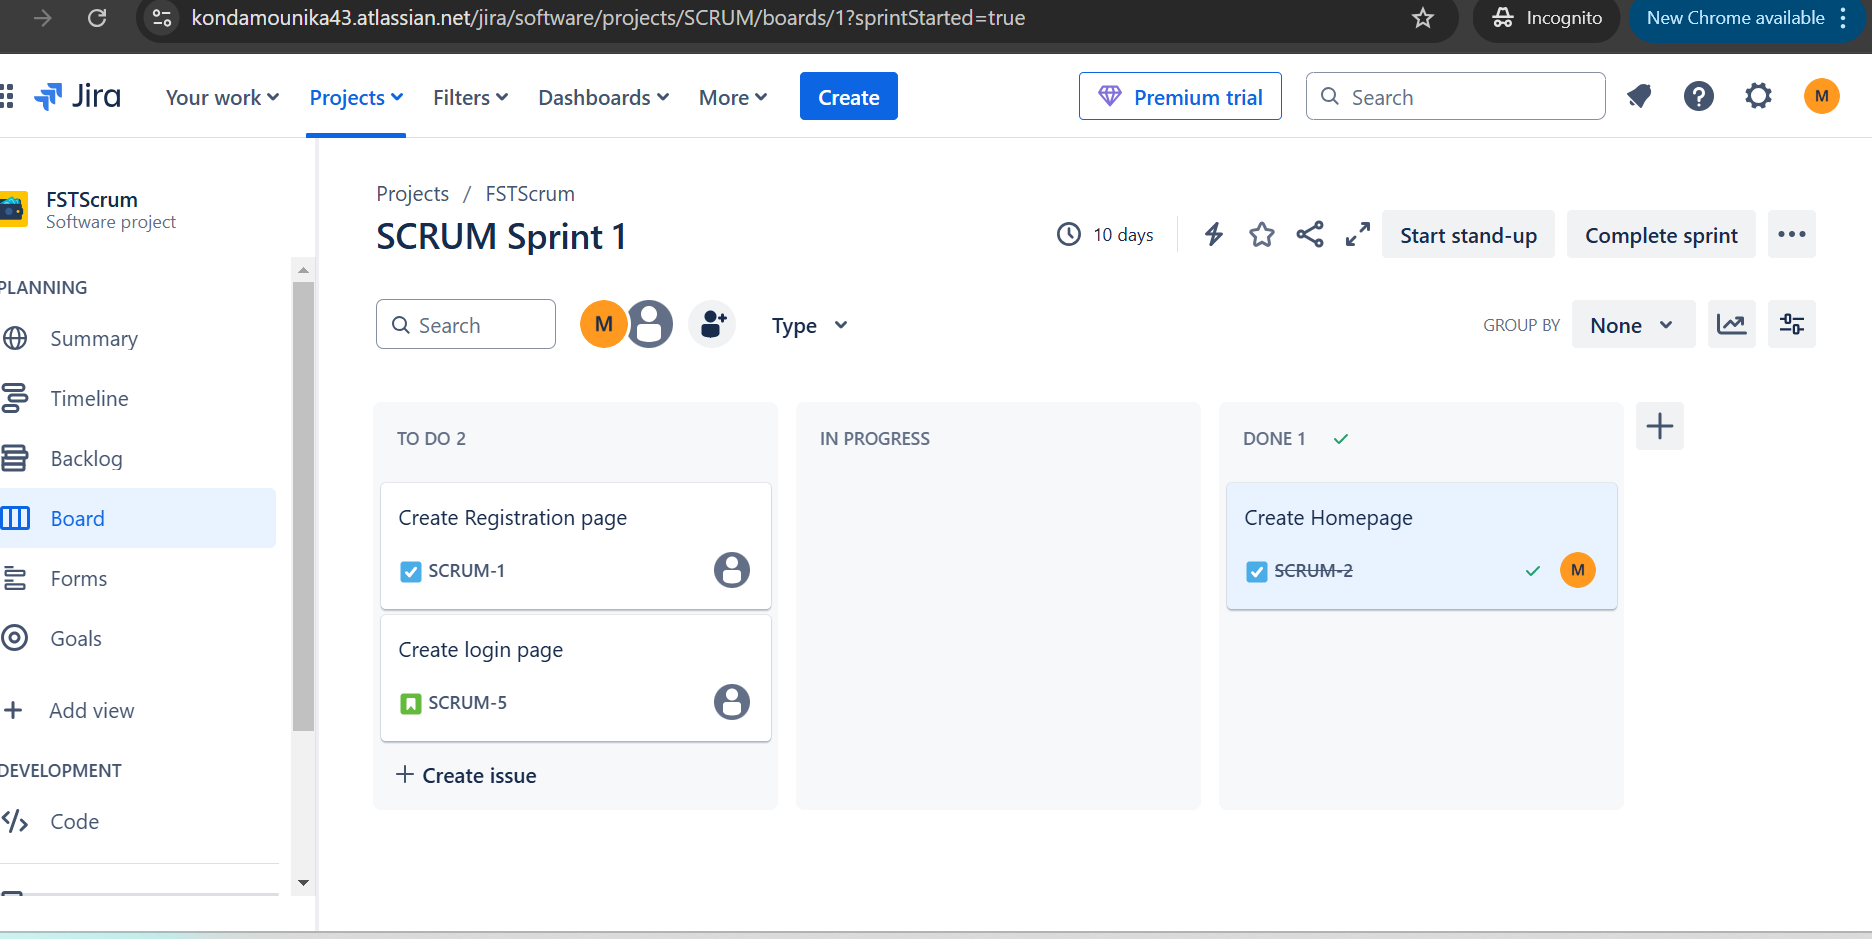 kondamounika43.atlassian.net/jira/software/projects/SCRUM/boards/1?sprintStarted=true
Incognito
New Chrome available
Jira
Your work
Projects
Filters
Dashboards
More
Create
Premium trial
Search
M
FSTScrum
Software project
PLANNING
Summary
Timeline
Backlog
Board
Forms
Goals
Add view
DEVELOPMENT
Code
Projects / FSTScrum
SCRUM Sprint 1
10 days
Start stand-up
Complete sprint
Search
M
Type
GROUP BY
None
TO DO 2
Create Registration page
SCRUM-1
Create login page
SCRUM-5
+ Create issue
IN PROGRESS
DONE 1
Create Homepage
SCRUM-2
M